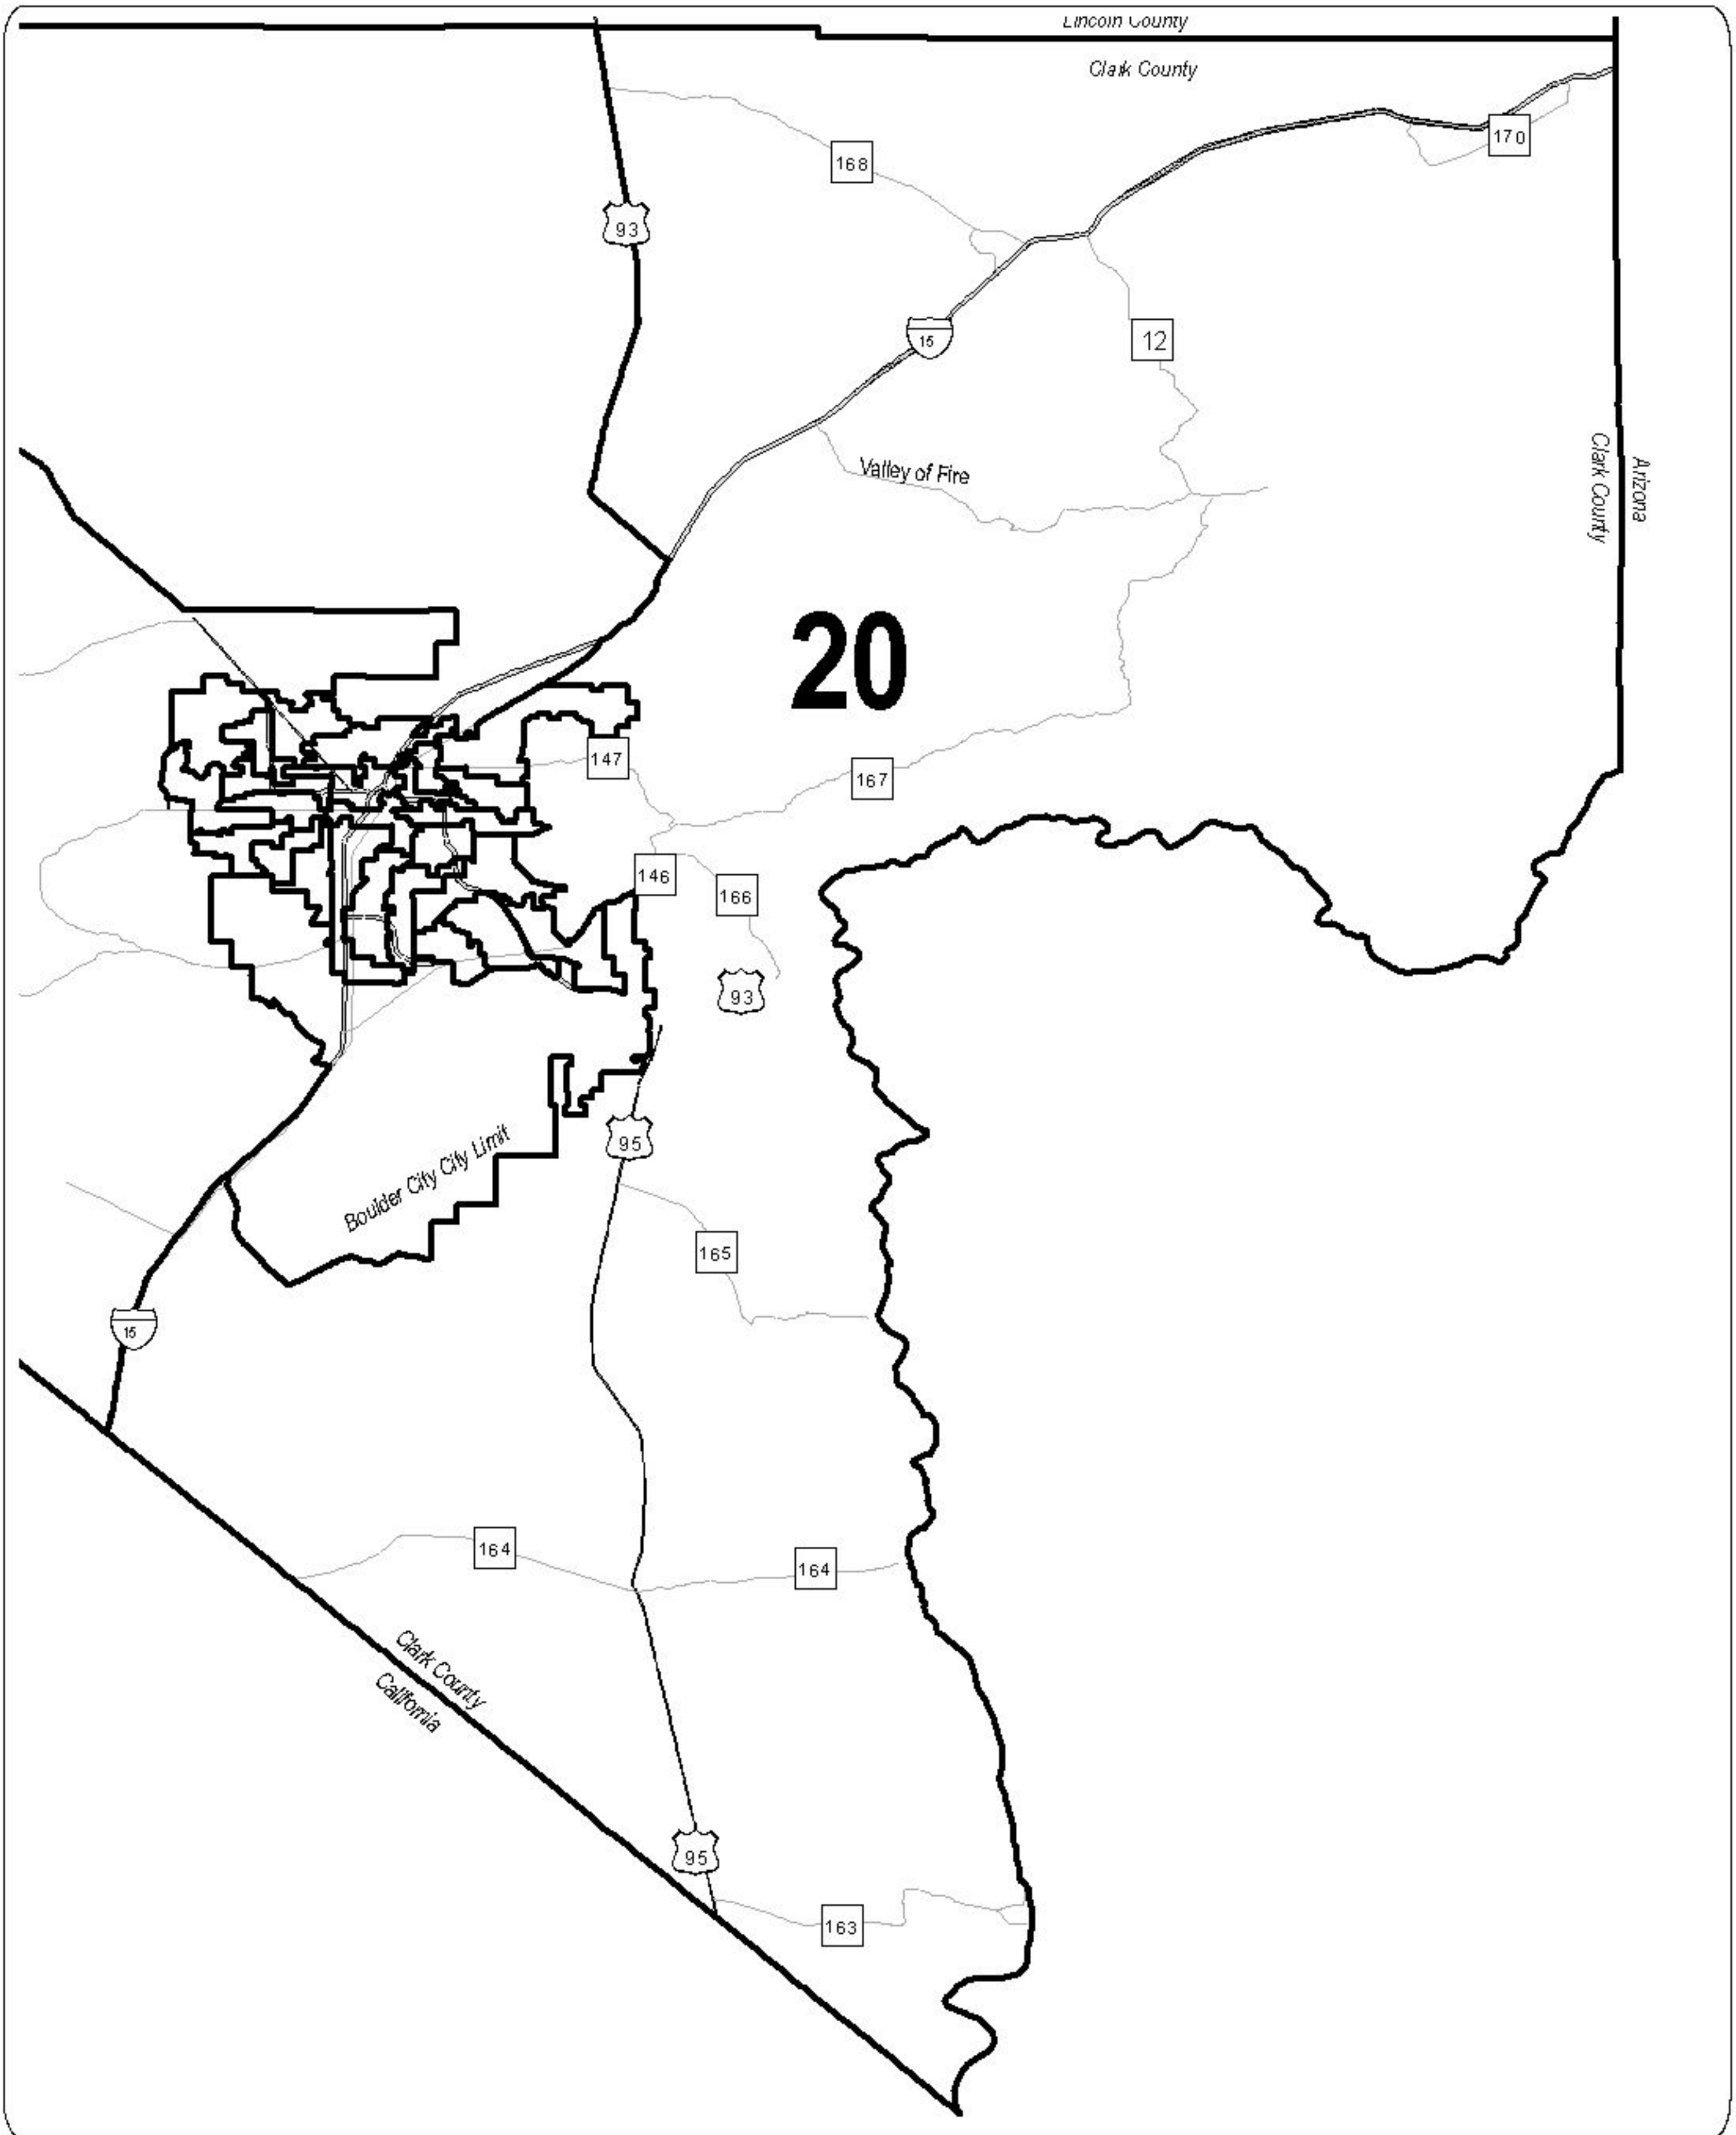 Lincoln County
Clark County
170
168
93
15
12
Clark County
Arizona
Valley of Fire
20
147
167
146
166
93
95
Boulder City City Limit
165
15
164
164
Clark County
California
95
163